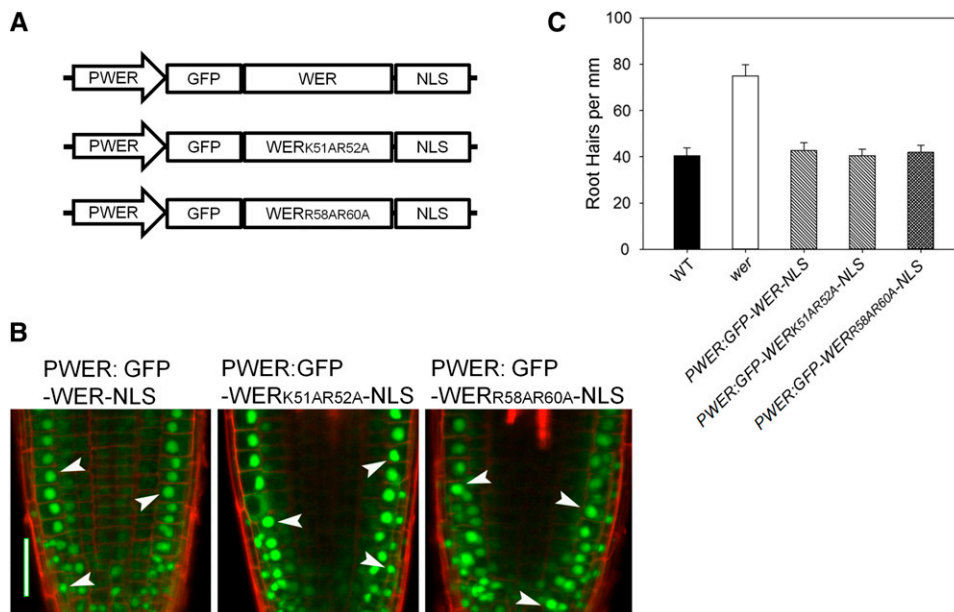 A
PWER GFP WER NLS
PWER GFP WERK51AR52A NLS
PWER GFP WERR58AR60A NLS
B
PWER: GFP
-WER-NLS
PWER:GFP
-WERK51AR52A-NLS
PWER: GFP
-WERR58AR60A-NLS
C
Root Hairs per mm
100
80
60
40
20
0
WT
wer
PWER:GFP-WER-NLS
PWER:GFP-WERK51AR52A-NLS
PWER:GFP-WERR58AR60A-NLS